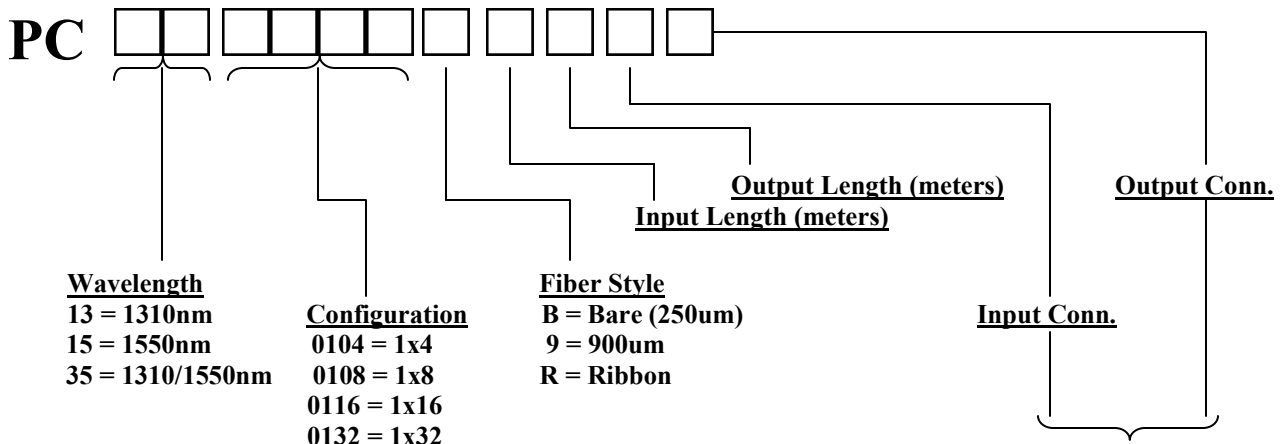 PC
Output Length (meters)
Output Conn.
Input Length (meters)
Wavelength
13 = 1310nm
15 = 1550nm
35 = 1310/1550nm
Configuration
0104 = 1x4
0108 = 1x8
0116 = 1x16
0132 = 1x32
Fiber Style
B = Bare (250um)
9 = 900um
R = Ribbon
Input Conn.